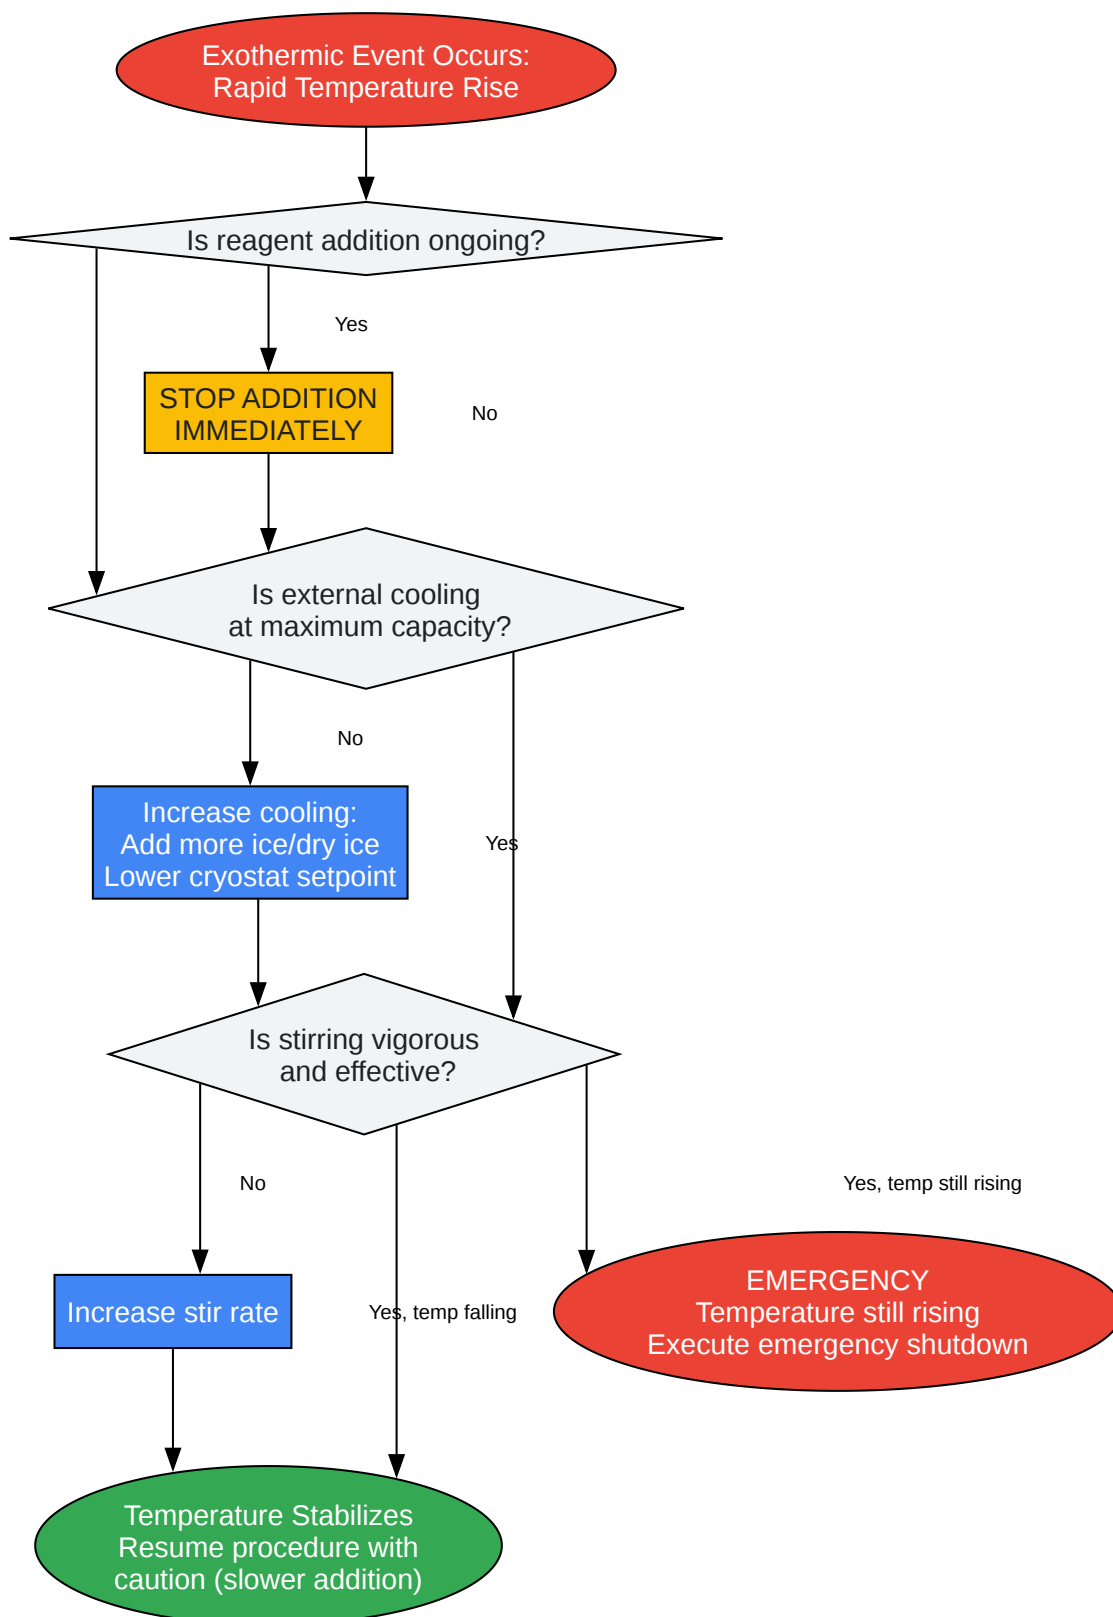 Exothermic Event Occurs:
Rapid Temperature Rise
Is reagent addition ongoing?
Yes
STOP ADDITION
IMMEDIATELY
No
Is external cooling
at maximum capacity?
No
Increase cooling:
Add more ice/dry ice
Lower cryostat setpoint
Yes
Is stirring vigorous
and effective?
No
Yes, temp still rising
Increase stir rate
Yes, temp falling
EMERGENCY
Temperature still rising
Execute emergency shutdown
Temperature Stabilizes
Resume procedure with
caution (slower addition)